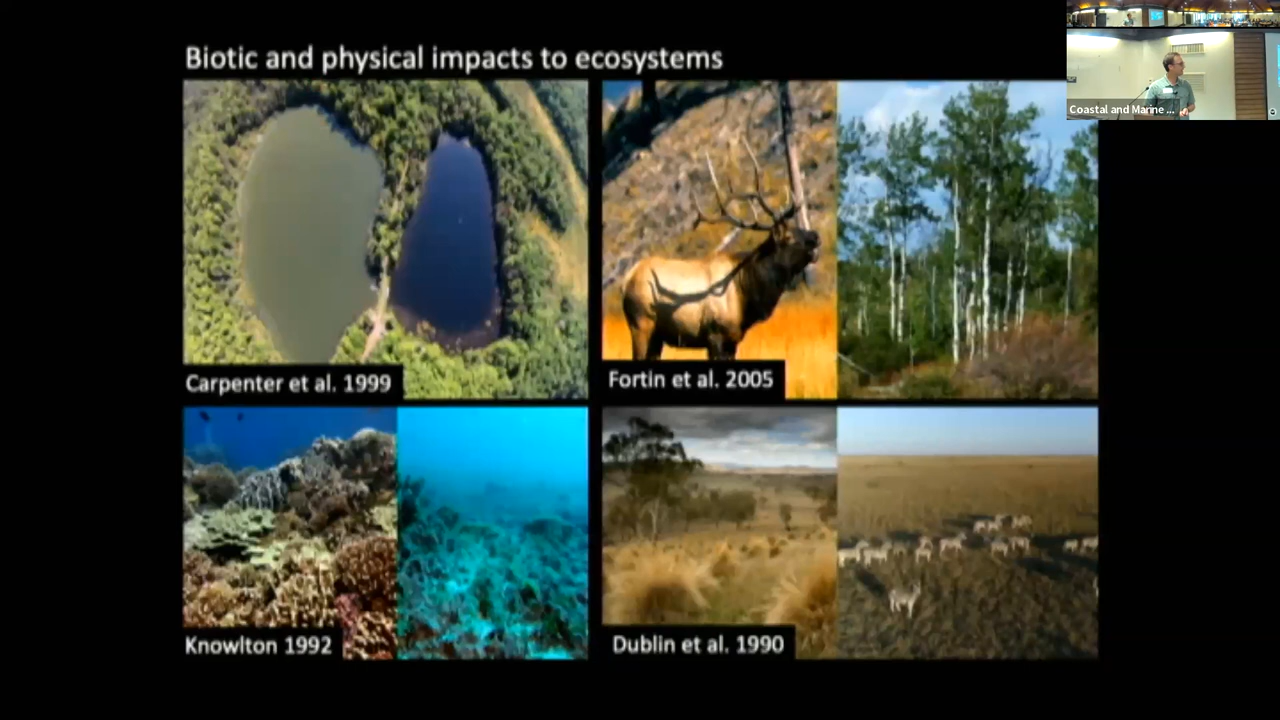 Biotic and physical impacts to ecosystems
Coastal and Marine ...
Carpenter et al. 1999
Fortin et al. 2005
Knowlton 1992
Dublin et al. 1990